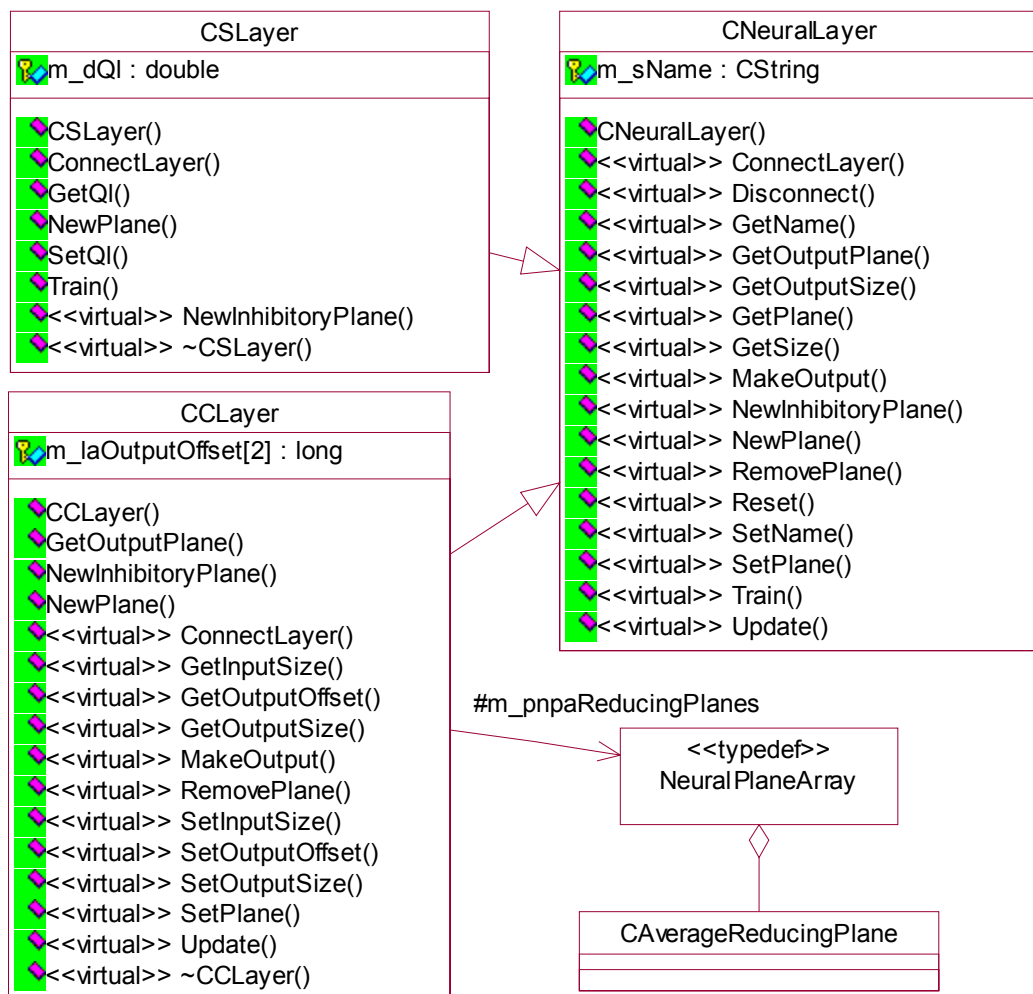 CSLayer
m_dQl : double
CSLayer()
ConnectLayer()
GetQl()
NewPlane()
SetQl()
Train()
<<virtual>> NewInhibitoryPlane()
<<virtual>> ~CSLayer()
CNeuralLayer
m_sName : CString
CNeuralLayer()
<<virtual>> ConnectLayer()
<<virtual>> Disconnect()
<<virtual>> GetName()
<<virtual>> GetOutputPlane()
<<virtual>> GetOutputSize()
<<virtual>> GetPlane()
<<virtual>> GetSize()
<<virtual>> MakeOutput()
<<virtual>> NewInhibitoryPlane()
<<virtual>> NewPlane()
<<virtual>> RemovePlane()
<<virtual>> Reset()
<<virtual>> SetName()
<<virtual>> SetPlane()
<<virtual>> Train()
<<virtual>> Update()
CCLayer
m_laOutputOffset[2] : long
CCLayer()
GetOutputPlane()
NewInhibitoryPlane()
NewPlane()
<<virtual>> ConnectLayer()
<<virtual>> GetInputSize()
<<virtual>> GetOutputOffset()
<<virtual>> GetOutputSize()
<<virtual>> MakeOutput()
<<virtual>> RemovePlane()
<<virtual>> SetInputSize()
<<virtual>> SetOutputOffset()
<<virtual>> SetOutputSize()
<<virtual>> SetPlane()
<<virtual>> Update()
<<virtual>> ~CCLayer()
#m_pnpaReducingPlanes
<<typedef>>
NeuralPlaneArray
CAverageReducingPlane